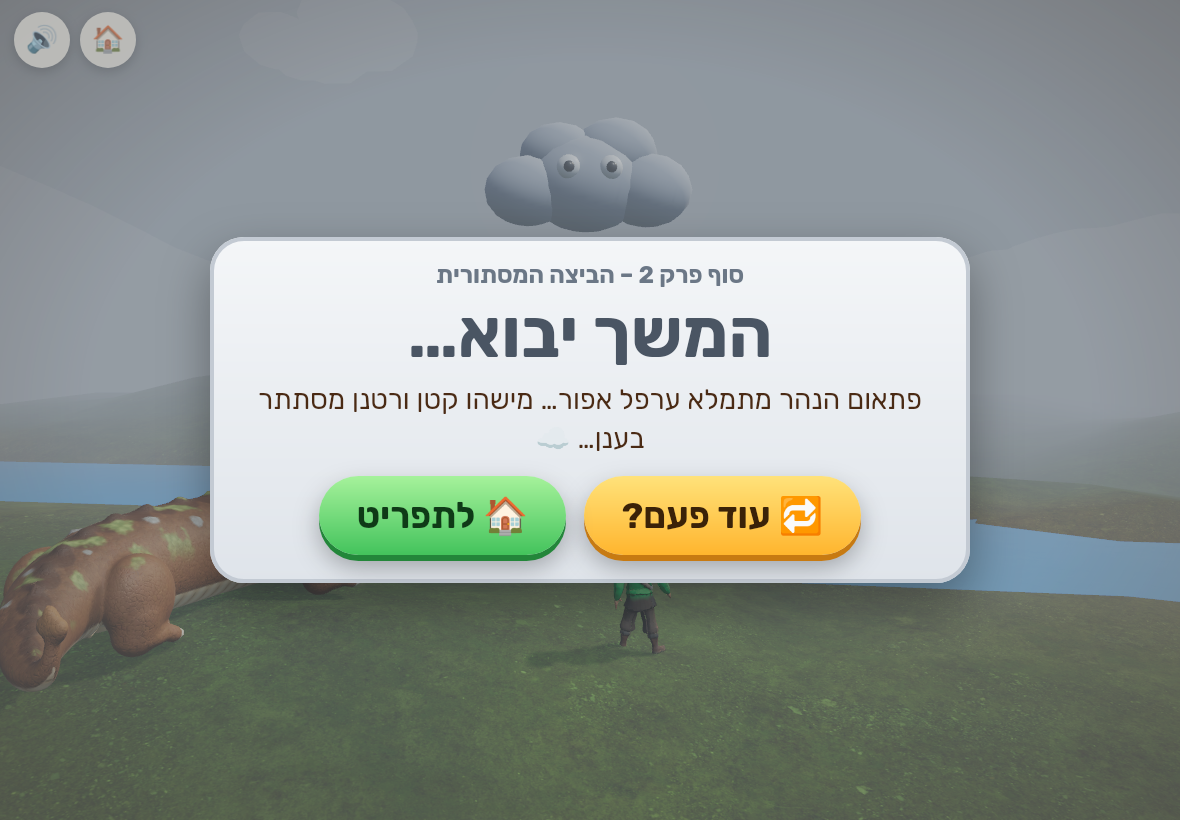 סוף פרק 2 – הביצה המסתורית
המשך יבוא...
פתאום הנהר מתמלא ערפל אפור... מישהו קטן ורטנן מסתתר
בענן... ☁️
🔁 עוד פעם?
🏠 לתפריט